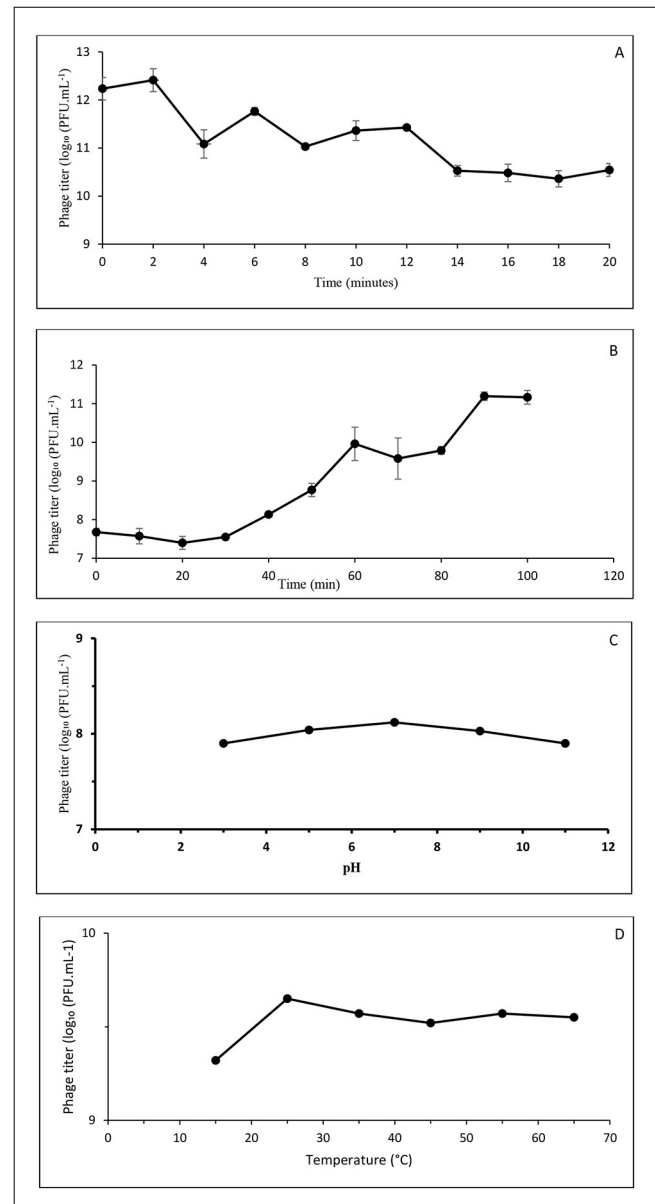 A
Phage titer (log₁₀ (PFU.mL⁻¹)
13
12
11
10
9
0 2 4 6 8 10 12 14 16 18 20
Time (minutes)
B
Phage titer (log₁₀ (PFU.mL⁻¹)
12
11
10
9
8
7
0 20 40 60 80 100 120
Time (min)
C
Phage titer (log₁₀ (PFU.mL⁻¹)
9
8
7
0 2 4 6 8 10 12
pH
D
Phage titer (log₁₀ (PFU.mL-1)
10
9
0 10 20 30 40 50 60 70
Temperature (°C)